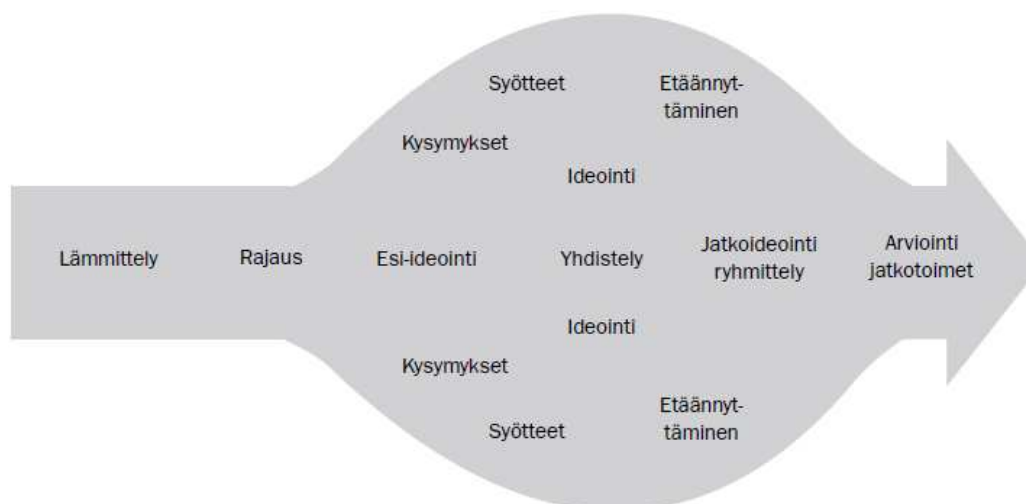 Syötteet
Etäännyt-
täminen
Kysymykset
Ideointi
Lämmittely
Rajaus
Esi-ideointi
Yhdistely
Jatkoideointi
ryhmittely
Arviointi
jatkotoimet
Ideointi
Kysymykset
Etäännyt-
täminen
Syötteet